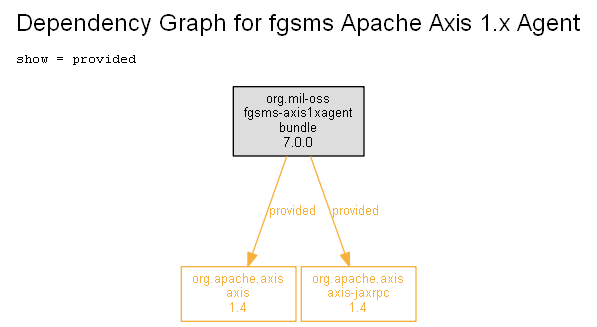 Dependency Graph for fgsms Apache Axis 1.x Agent
show = provided
org.mil-oss
fgsms-axis1xagent
bundle
7.0.0
provided
provided
org.apache.axis
axis
1.4
org.apache.axis
axis-jaxrpc
1.4